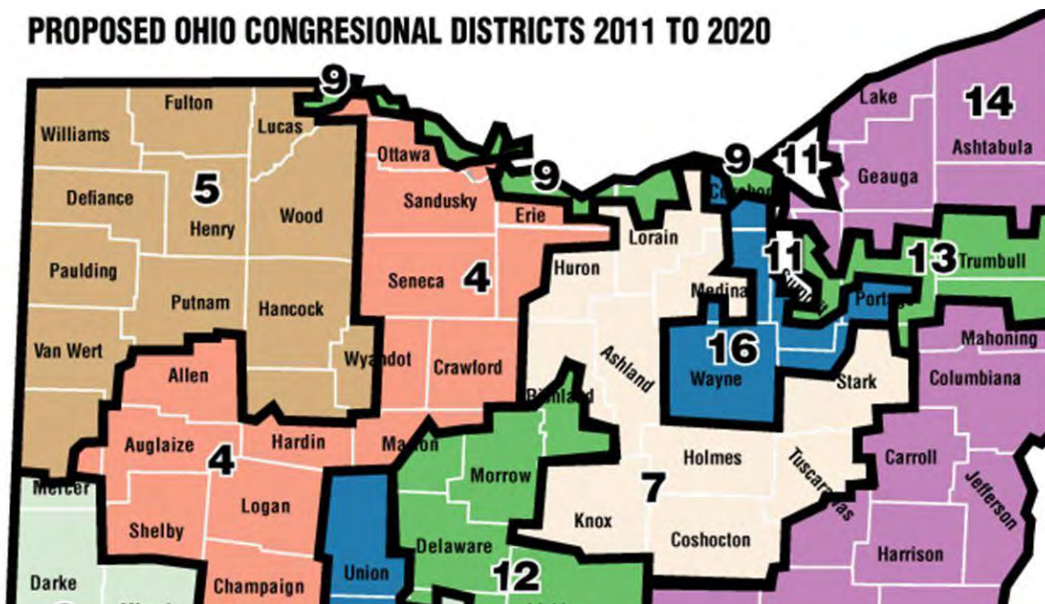 PROPOSED OHIO CONGRESIONAL DISTRICTS 2011 TO 2020
9
Fulton
Lucas
Williams
Ottawa
9
9
11
Lake
14
Ashtabula
Geauga
Defiance
5
Henry
Wood
Sandusky
Erie
Lorain
11
13
Trumbull
Paulding
Putnam
Hancock
Seneca
4
Huron
Medina
Portage
Van Wert
Wyandot
Crawford
Ashland
16
Wayne
Stark
Mahoning
Columbiana
Allen
Richland
Auglaize
4
Hardin
Marion
Morrow
Holmes
7
Tuscarawas
Carroll
Jefferson
Mercer
Logan
Shelby
Knox
Coshocton
Harrison
Delaware
Darke
Champaign
Union
12